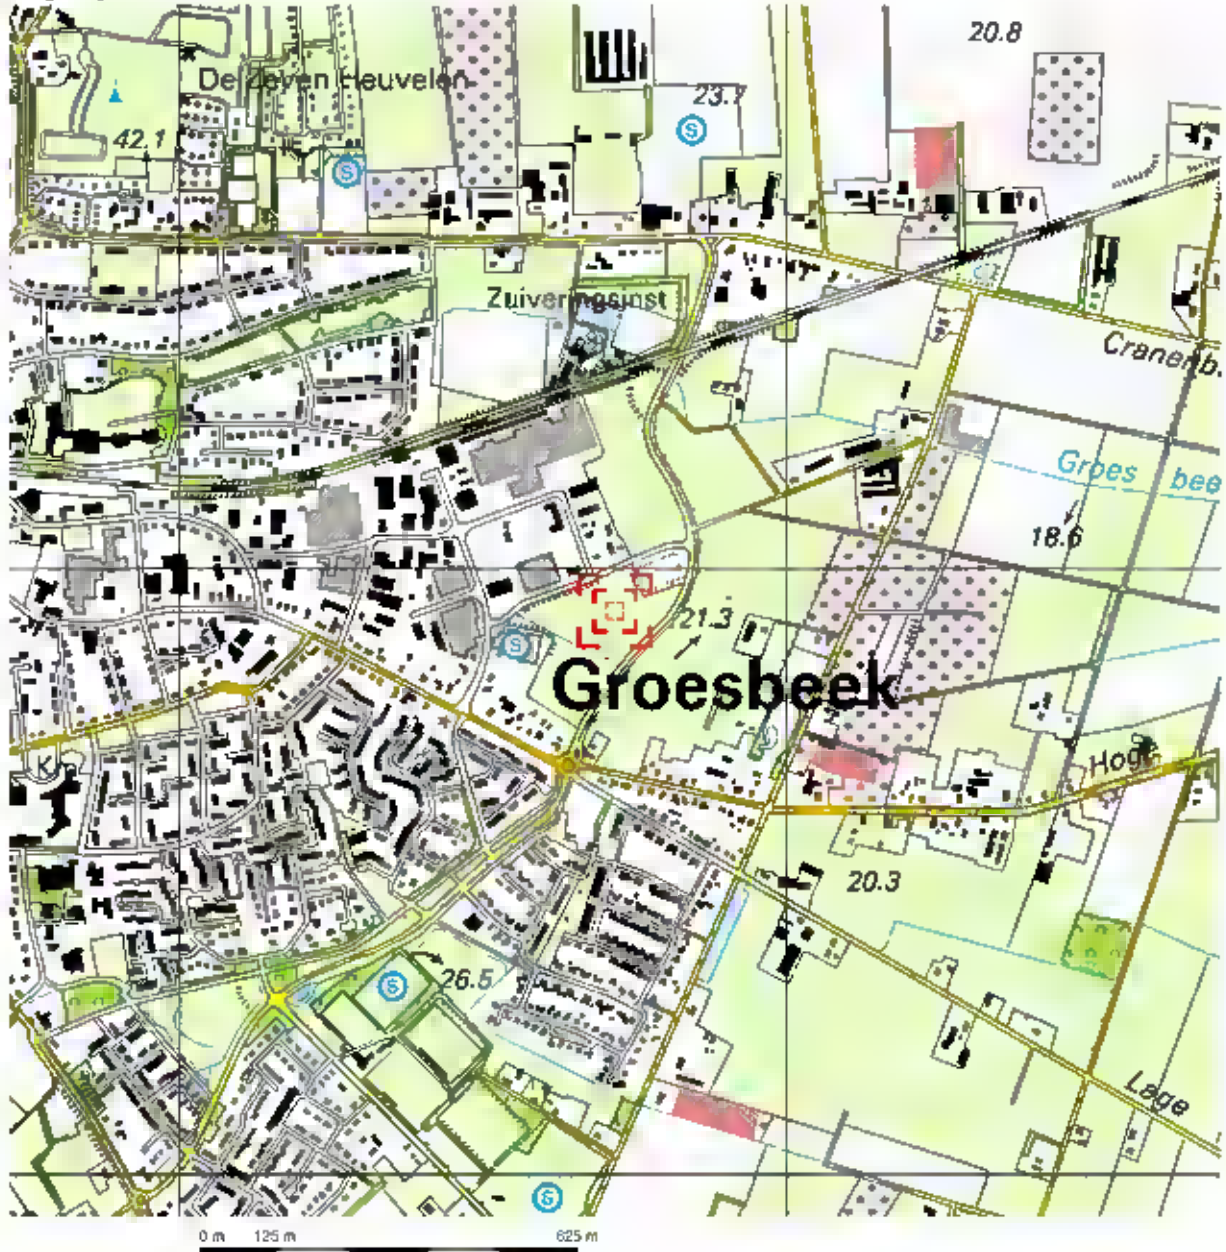 20.8
De Zeven Heuvelen
23.7
S
42.1
S
Zuiveringsinst
Cranenb.
Groes bee
18.6
21.3
S
Groesbeek
K
Hoge
20.3
S
26.5
Lage
S
0 m 125 m 625 m